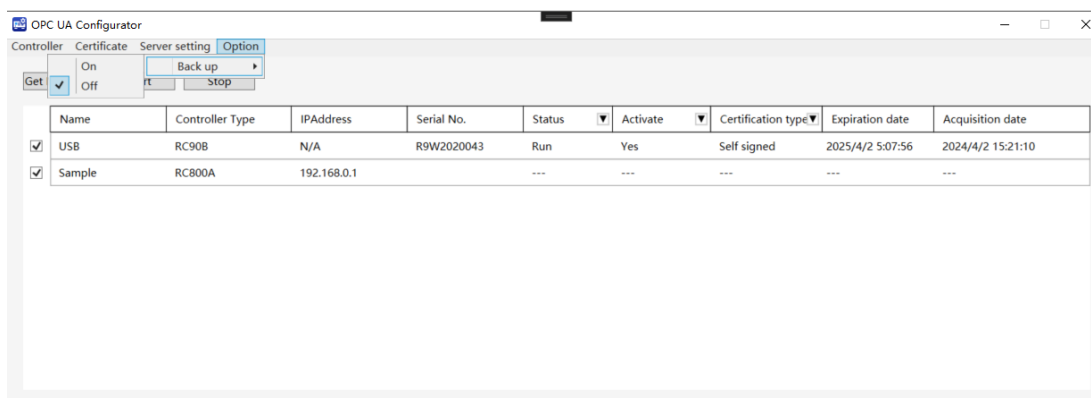 OPC UA Configurator
Controller Certificate Server setting Option
On Back up
Get Off rt Stop
Name Controller Type IPAddress Serial No. Status Activate Certification type Expiration date Acquisition date
USB RC90B N/A R9W2020043 Run Yes Self signed 2025/4/2 5:07:56 2024/4/2 15:21:10
Sample RC800A 192.168.0.1 --- --- --- --- ---